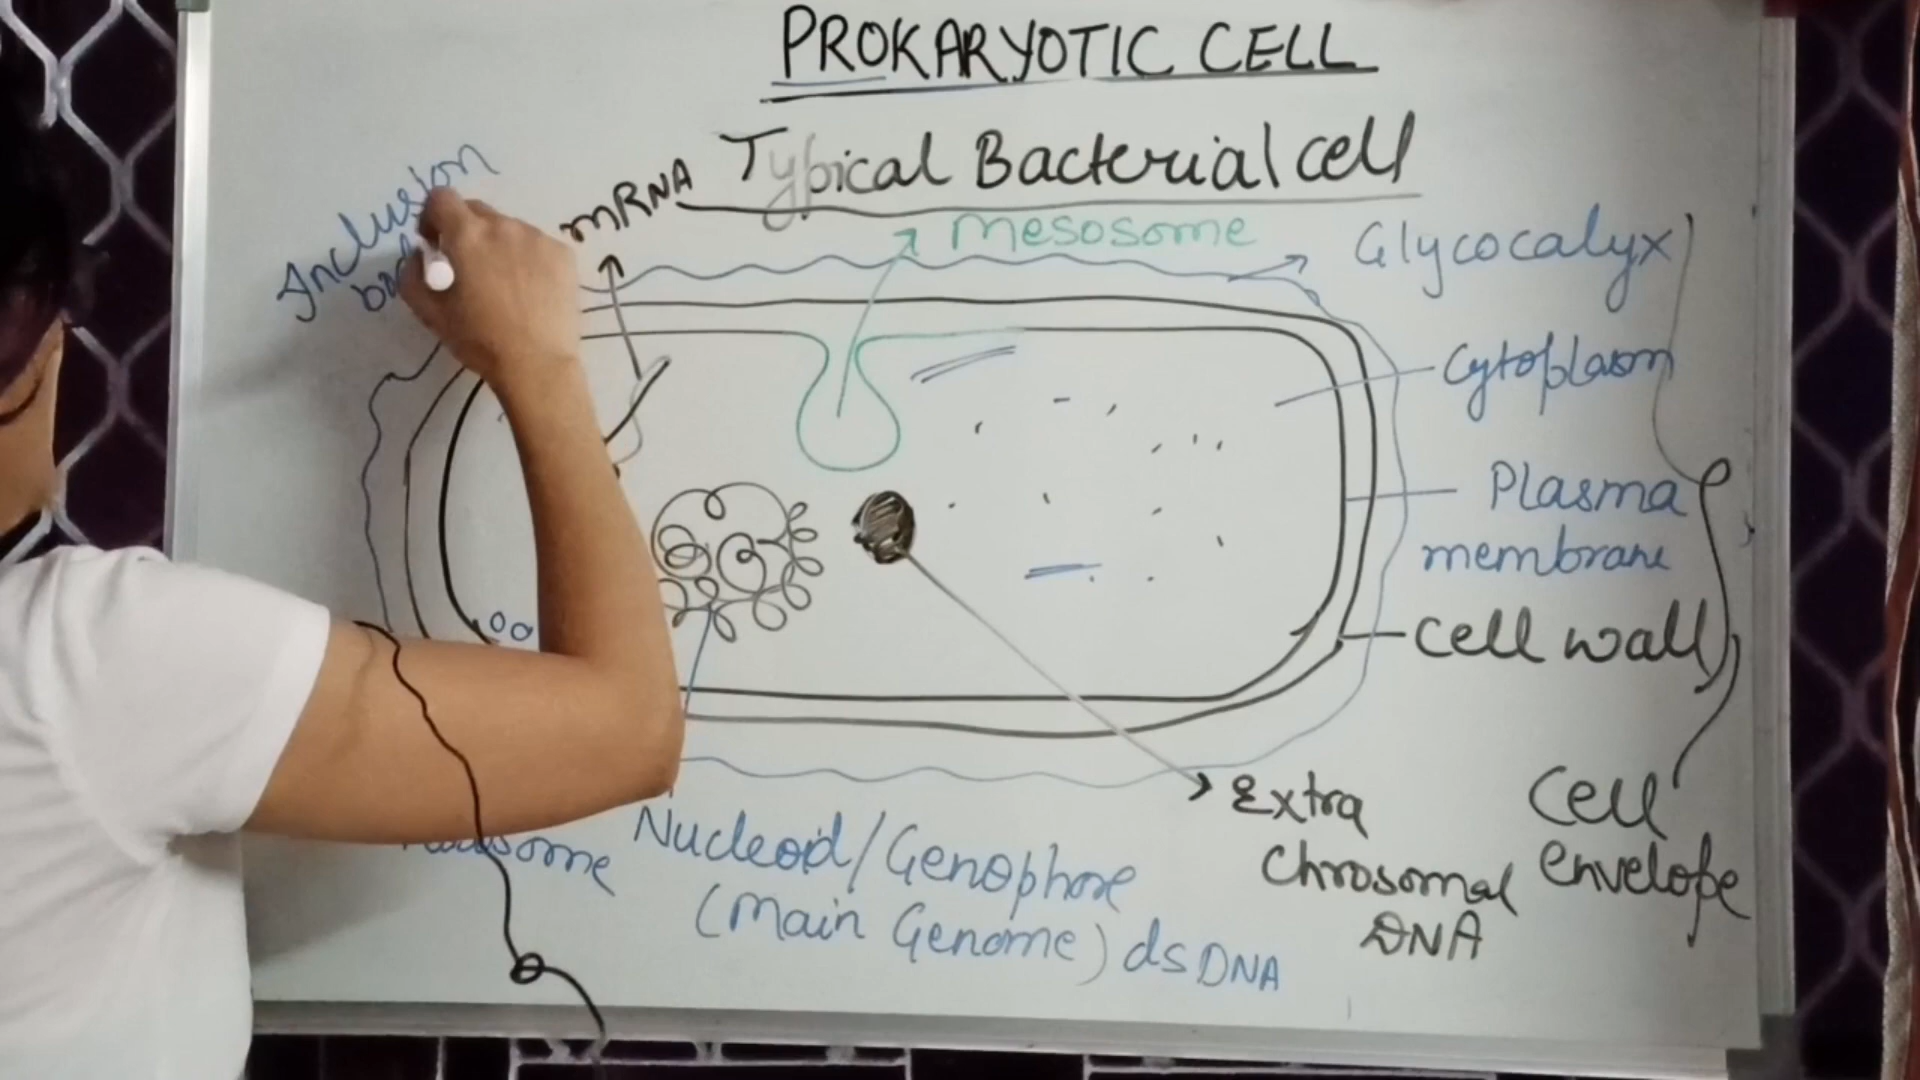 PROKARYOTIC CELL
Typical Bacterial cell
Inclusion
mRNA
Mesosome
Glycocalyx
Cytoplasm
Plasma
membrane
Cell wall
Nucleoid/Genophore
(Main Genome) dsDNA
Extra
Chrosomal
DNA
Cell
envelope